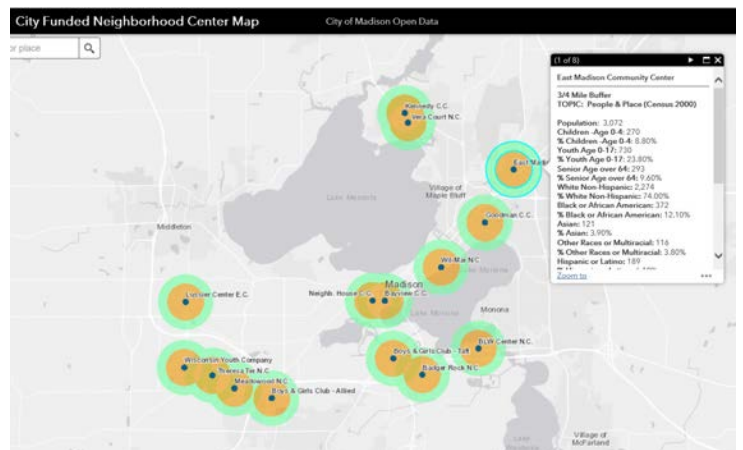 City Funded Neighborhood Center Map
City of Madison Open Data
or place
(1 of 8)
East Madison Community Center
3/4 Mile Buffer
TOPIC: People & Place (Census 2000)
Population: 3,072
Children -Age 0-4: 270
% Children -Age 0-4: 8.80%
Youth Age 0-17: 730
% Youth Age 0-17: 23.80%
Senior Age over 64: 293
% Senior Age over 64: 9.60%
White Non-Hispanic: 2,274
% White Non-Hispanic: 74.00%
Black or African American: 372
% Black or African American: 12.10%
Asian: 121
% Asian: 3.90%
Other Races or Multiracial: 116
% Other Races or Multiracial: 3.80%
Hispanic or Latino: 189
Zoom to
Kennedy C.C.
Vera Court N.C.
East Madis
Village of
Maple Bluff
Lake Mendota
Goodman C.C.
Middleton
Wil-Mar N.C.
Madison
Neighb. House C.C.
Bayview C.C.
Lake Monona
Monona
Lussier Center E.C.
BLW Center N.C.
Boys & Girls Club - Taft
Badger Rock N.C.
Wisconsin Youth Company
Theresa Ter N.C.
Meadowood N.C.
Boys & Girls Club - Allied
Village of
McFarland